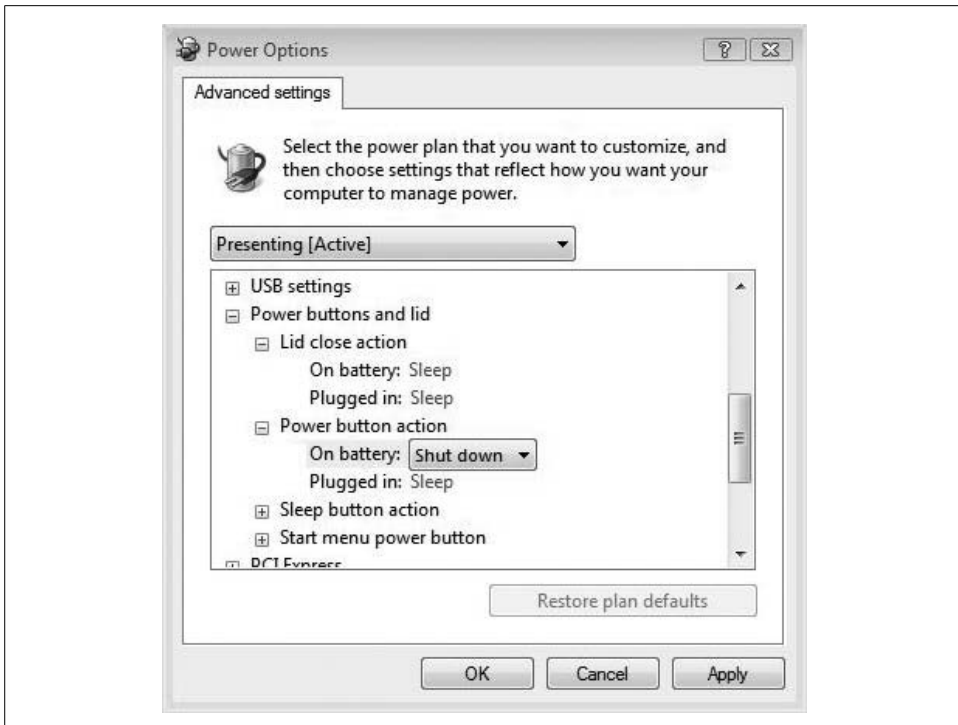 Power Options
Advanced settings
Select the power plan that you want to customize, and
then choose settings that reflect how you want your
computer to manage power.
Presenting [Active]
USB settings
Power buttons and lid
Lid close action
On battery: Sleep
Plugged in: Sleep
Power button action
On battery: Shut down
Plugged in: Sleep
Sleep button action
Start menu power button
PCI Express
Restore plan defaults
OK Cancel Apply